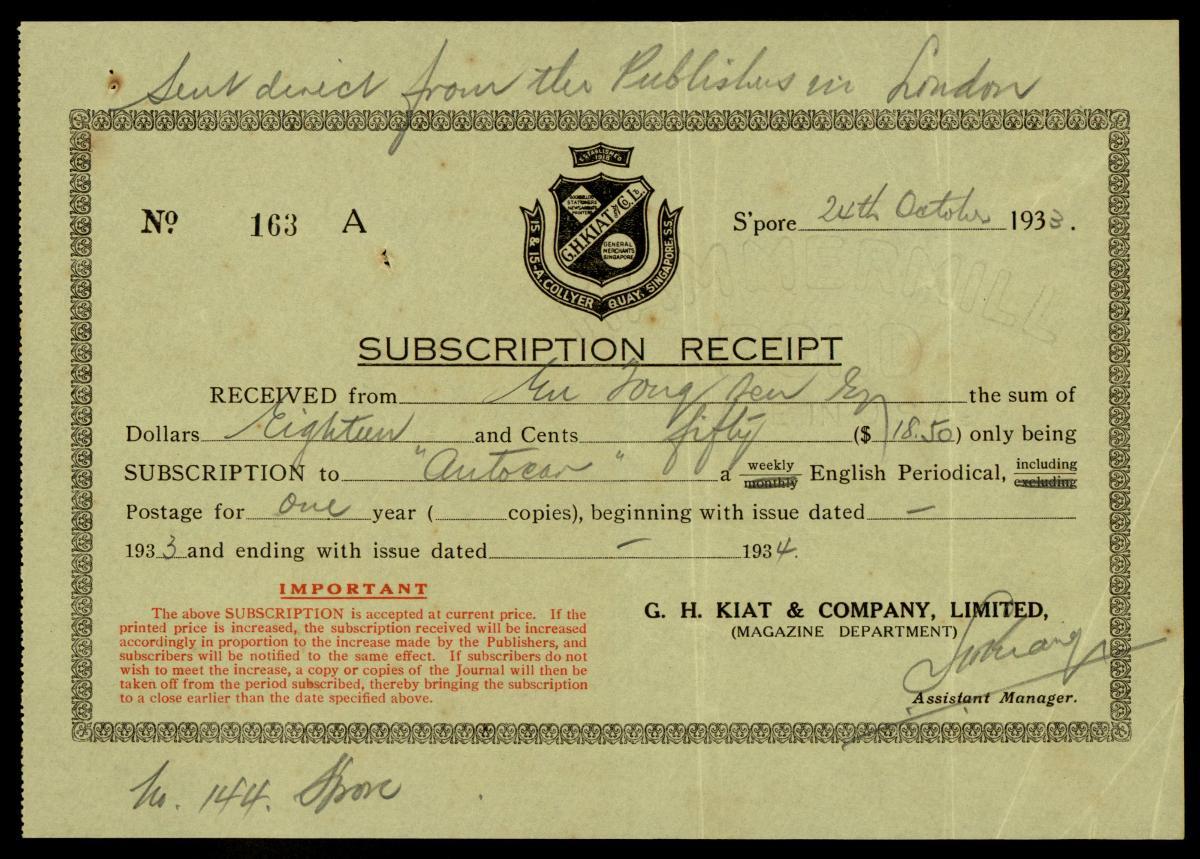 Sent direct from the Publishers in London
ESTABLISHED
1918
BOOKSELLERS
STATIONERS
NEWSAGENTS
PRINTERS
G.H.KIAT & Co. Ld.
GENERAL
MERCHANTS
SINGAPORE
15 & 15-A. COLLYER QUAY, SINGAPORE. S.S.
No 163 A
S'pore 24th October 1933.
SUBSCRIPTION RECEIPT
RECEIVED from Eu Tong Sen Esq the sum of
Dollars Eighteen and Cents fifty ($ 18.50) only being
SUBSCRIPTION to "Autocar" a weekly monthly English Periodical, including excluding
Postage for one year ( copies), beginning with issue dated —
1933 and ending with issue dated — 1934.
IMPORTANT
The above SUBSCRIPTION is accepted at current price. If the
printed price is increased, the subscription received will be increased
accordingly in proportion to the increase made by the Publishers, and
subscribers will be notified to the same effect. If subscribers do not
wish to meet the increase, a copy or copies of the Journal will then be
taken off from the period subscribed, thereby bringing the subscription
to a close earlier than the date specified above.
G. H. KIAT & COMPANY, LIMITED,
(MAGAZINE DEPARTMENT)
Assistant Manager.
No. 144. S'pore